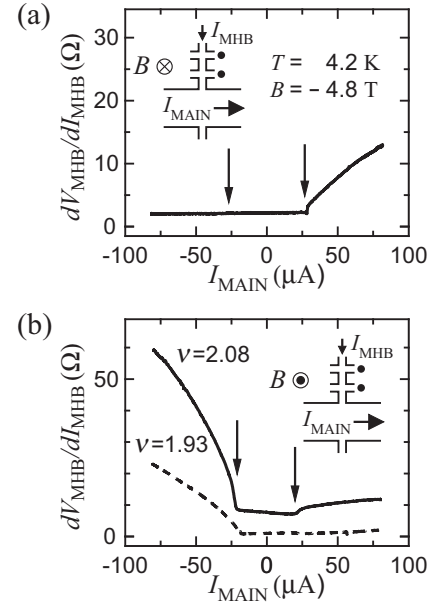 (a)
dV_MHB/dI_MHB (Ω)
30
20
10
0
I_MHB
B ⊗
T = 4.2 K
B = − 4.8 T
I_MAIN
-100 -50 0 50 100
I_MAIN (μA)
(b)
dV_MHB/dI_MHB (Ω)
50
0
ν=2.08
ν=1.93
I_MHB
B
I_MAIN
-100 -50 0 50 100
I_MAIN (μA)